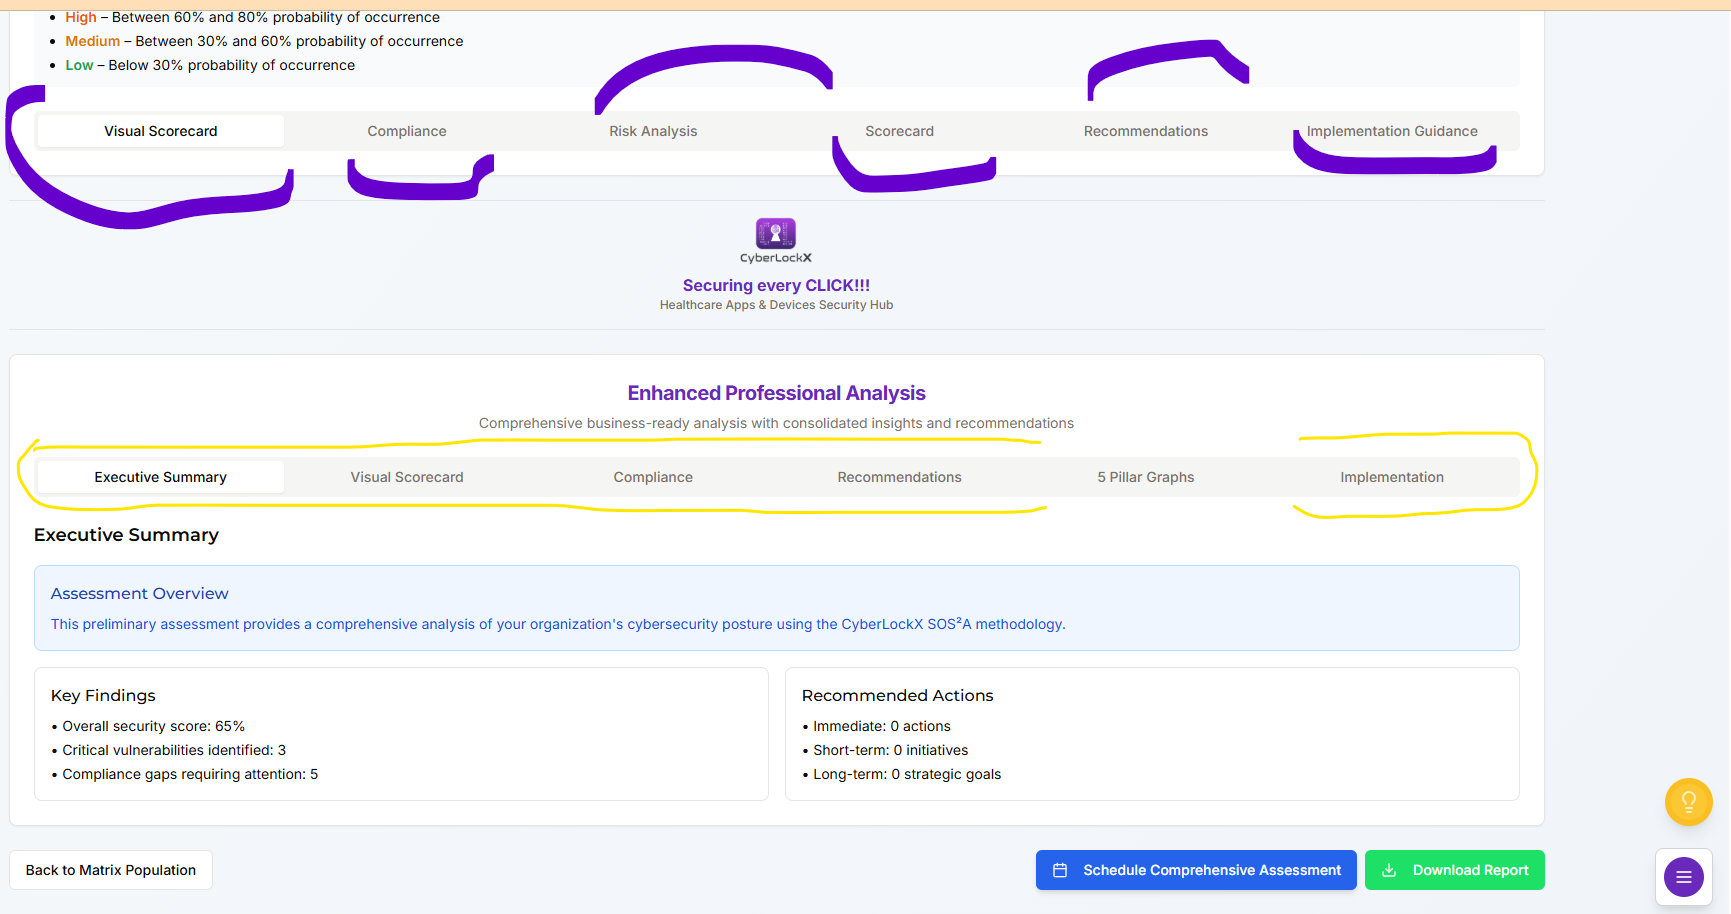 • High – Between 60% and 80% probability of occurrence
• Medium – Between 30% and 60% probability of occurrence
• Low – Below 30% probability of occurrence
Visual Scorecard Compliance Risk Analysis Scorecard Recommendations Implementation Guidance
CyberLockX
Securing every CLICK!!!
Healthcare Apps & Devices Security Hub
Enhanced Professional Analysis
Comprehensive business-ready analysis with consolidated insights and recommendations
Executive Summary Visual Scorecard Compliance Recommendations 5 Pillar Graphs Implementation
Executive Summary
Assessment Overview
This preliminary assessment provides a comprehensive analysis of your organization's cybersecurity posture using the CyberLockX SOS²A methodology.
Key Findings
• Overall security score: 65%
• Critical vulnerabilities identified: 3
• Compliance gaps requiring attention: 5
Recommended Actions
• Immediate: 0 actions
• Short-term: 0 initiatives
• Long-term: 0 strategic goals
Back to Matrix Population
Schedule Comprehensive Assessment
Download Report